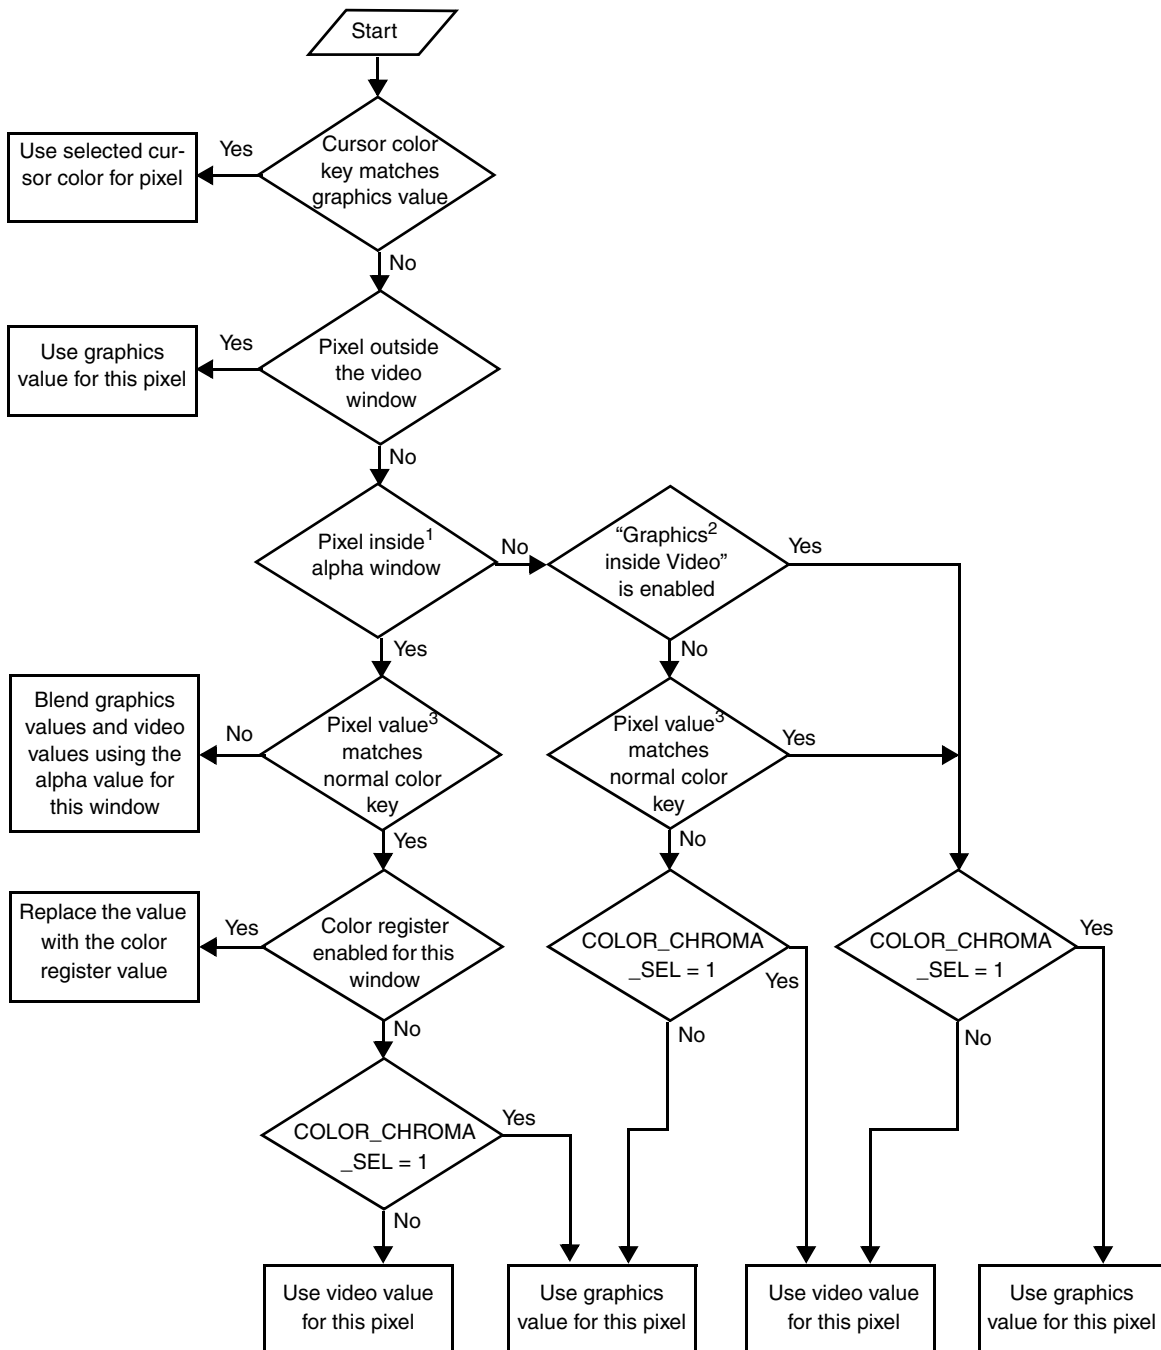 Start
Cursor color
key matches
graphics value
Yes
Use selected cur-
sor color for pixel
No
Pixel outside
the video
window
Yes
Use graphics
value for this pixel
No
Pixel inside1
alpha window
No
“Graphics2
inside Video”
is enabled
Yes
Yes
No
Blend graphics
values and video
values using the
alpha value for
this window
No
Pixel value3
matches
normal color
key
Pixel value3
matches
normal color
key
Yes
Yes
No
Replace the value
with the color
register value
Yes
Color register
enabled for this
window
COLOR_CHROMA
_SEL = 1
Yes
COLOR_CHROMA
_SEL = 1
Yes
No
No
No
COLOR_CHROMA
_SEL = 1
Yes
No
Use video value
for this pixel
Use graphics
value for this pixel
Use video value
for this pixel
Use graphics
value for this pixel